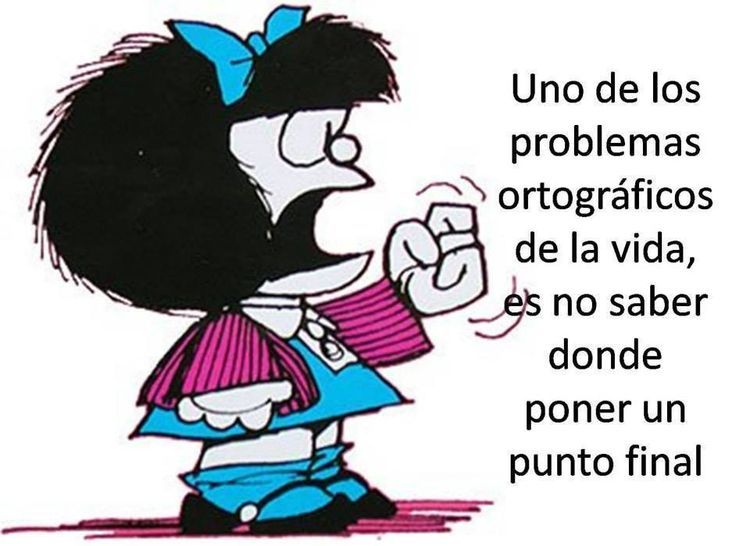 Uno de los
problemas
ortográficos
de la vida,
es no saber
donde
poner un
punto final